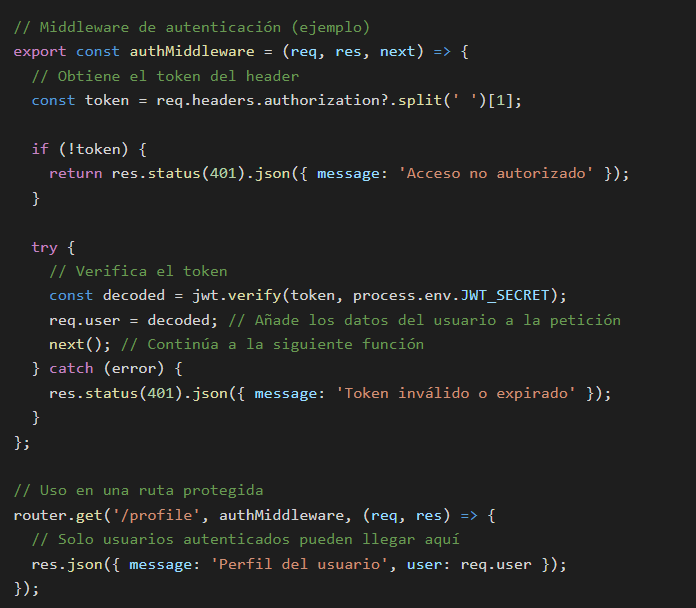 // Middleware de autenticación (ejemplo)
export const authMiddleware = (req, res, next) => {
  // Obtiene el token del header
  const token = req.headers.authorization?.split(' ')[1];

  if (!token) {
    return res.status(401).json({ message: 'Acceso no autorizado' });
  }

  try {
    // Verifica el token
    const decoded = jwt.verify(token, process.env.JWT_SECRET);
    req.user = decoded; // Añade los datos del usuario a la petición
    next(); // Continúa a la siguiente función
  } catch (error) {
    res.status(401).json({ message: 'Token inválido o expirado' });
  }
};

// Uso en una ruta protegida
router.get('/profile', authMiddleware, (req, res) => {
  // Solo usuarios autenticados pueden llegar aquí
  res.json({ message: 'Perfil del usuario', user: req.user });
});